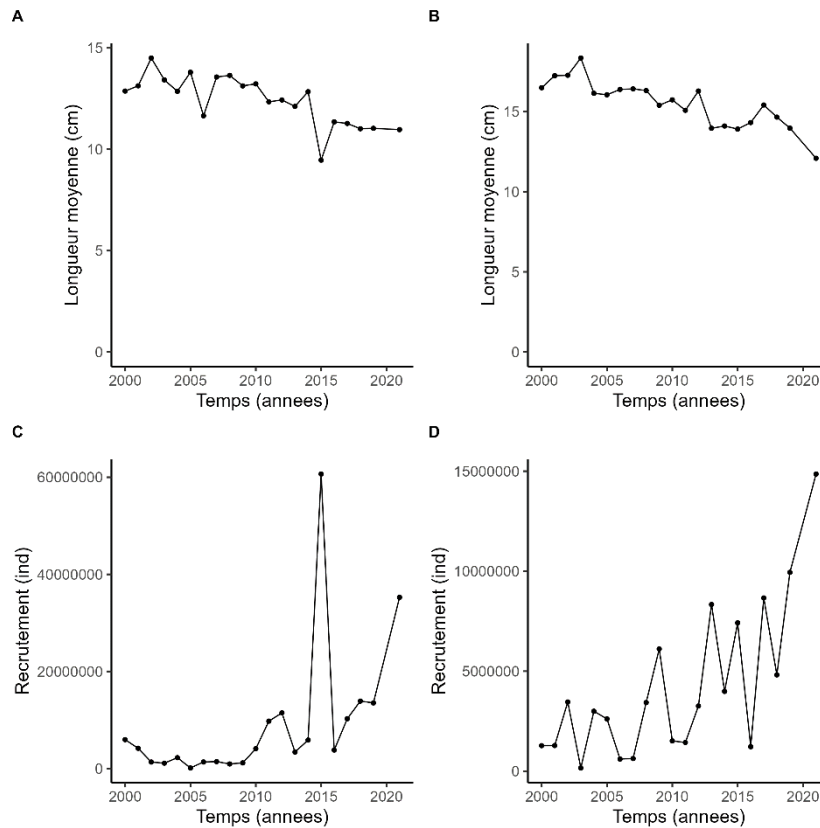 A
Longueur moyenne (cm)
15
10
5
0
2000 2005 2010 2015 2020
Temps (annees)
B
Longueur moyenne (cm)
15
10
5
0
2000 2005 2010 2015 2020
Temps (annees)
C
Recrutement (ind)
60000000
40000000
20000000
0
2000 2005 2010 2015 2020
Temps (annees)
D
Recrutement (ind)
15000000
10000000
5000000
0
2000 2005 2010 2015 2020
Temps (annees)